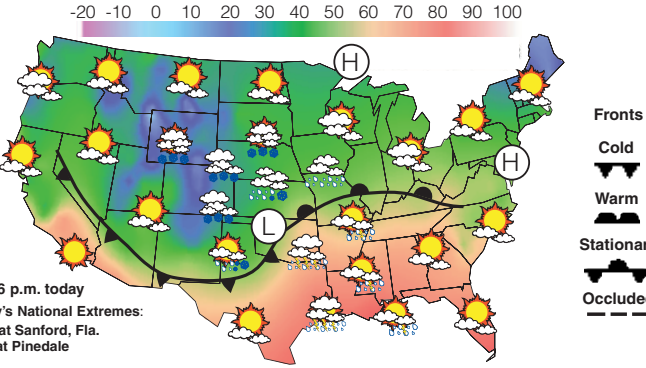 -20 -10 0 10 20 30 40 50 60 70 80 90 100
H
H
L
Fronts
Cold
Warm
Stationar
Occluded
6 p.m. today
y's National Extremes:
at Sanford, Fla.
at Pinedale